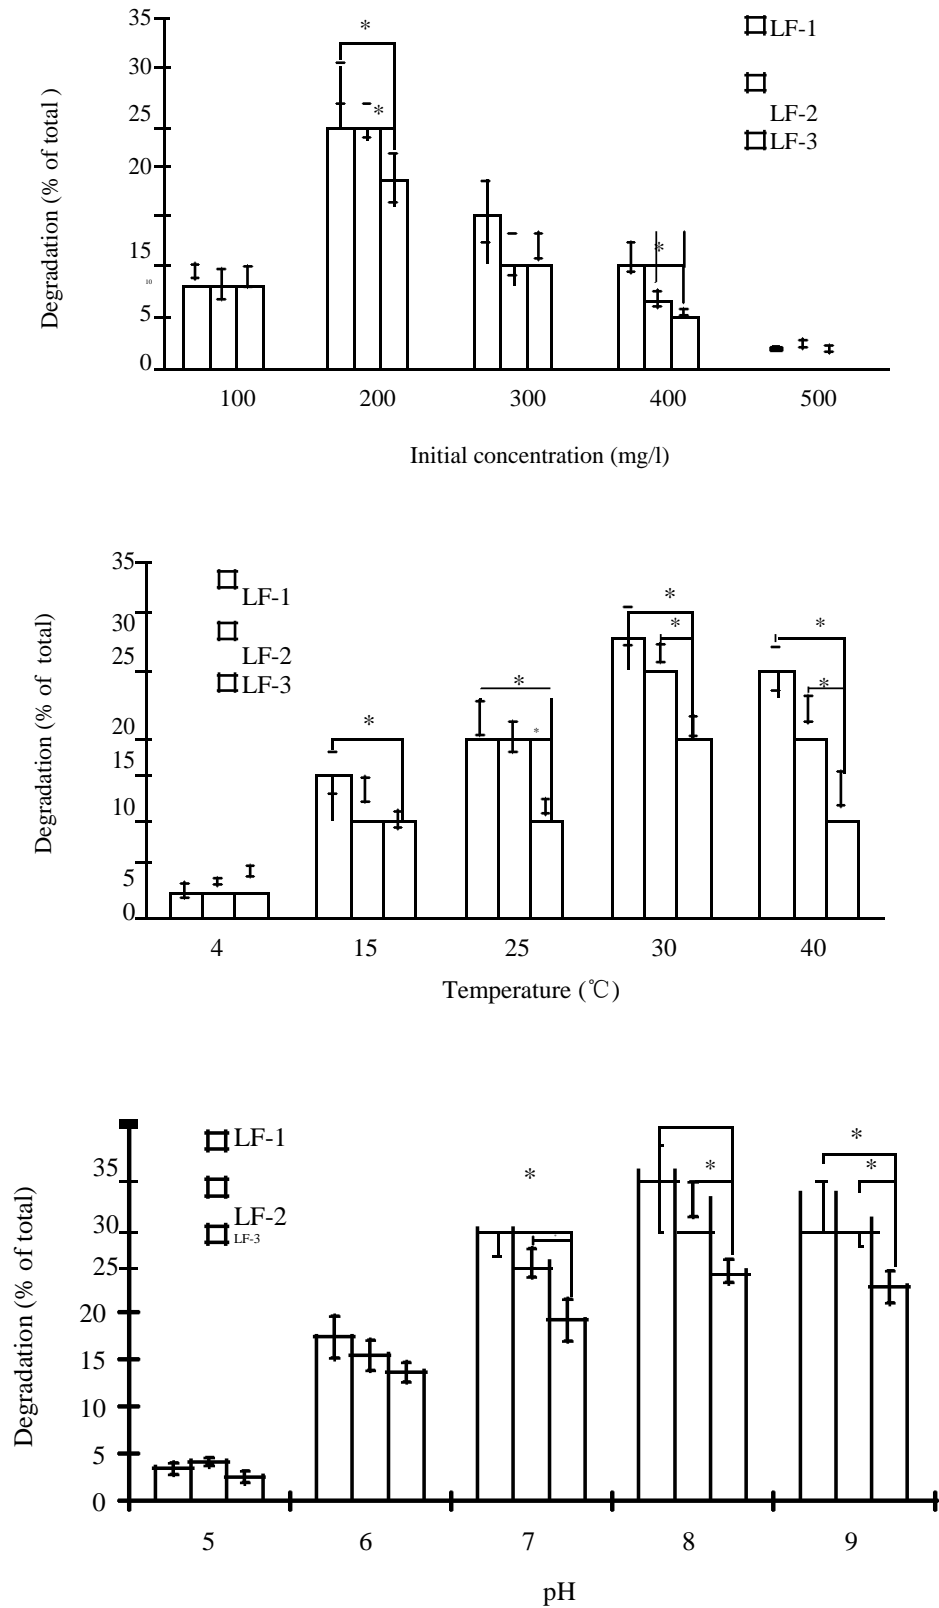 35
30
25
20
15
10
5
0
Degradation (% of total )
*
*
*
LF-1
LF-2
LF-3
100 200 300 400 500
Initial concentration (mg/l)
35
30
25
20
15
10
5
0
Degradation (% of total)
LF-1
LF-2
LF-3
*
*
*
*
*
*
*
4 15 25 30 40
Temperature (℃)
35
30
25
20
15
10
5
0
Degradation (% of total)
LF-1
LF-2
LF-3
*
*
*
*
5 6 7 8 9
pH